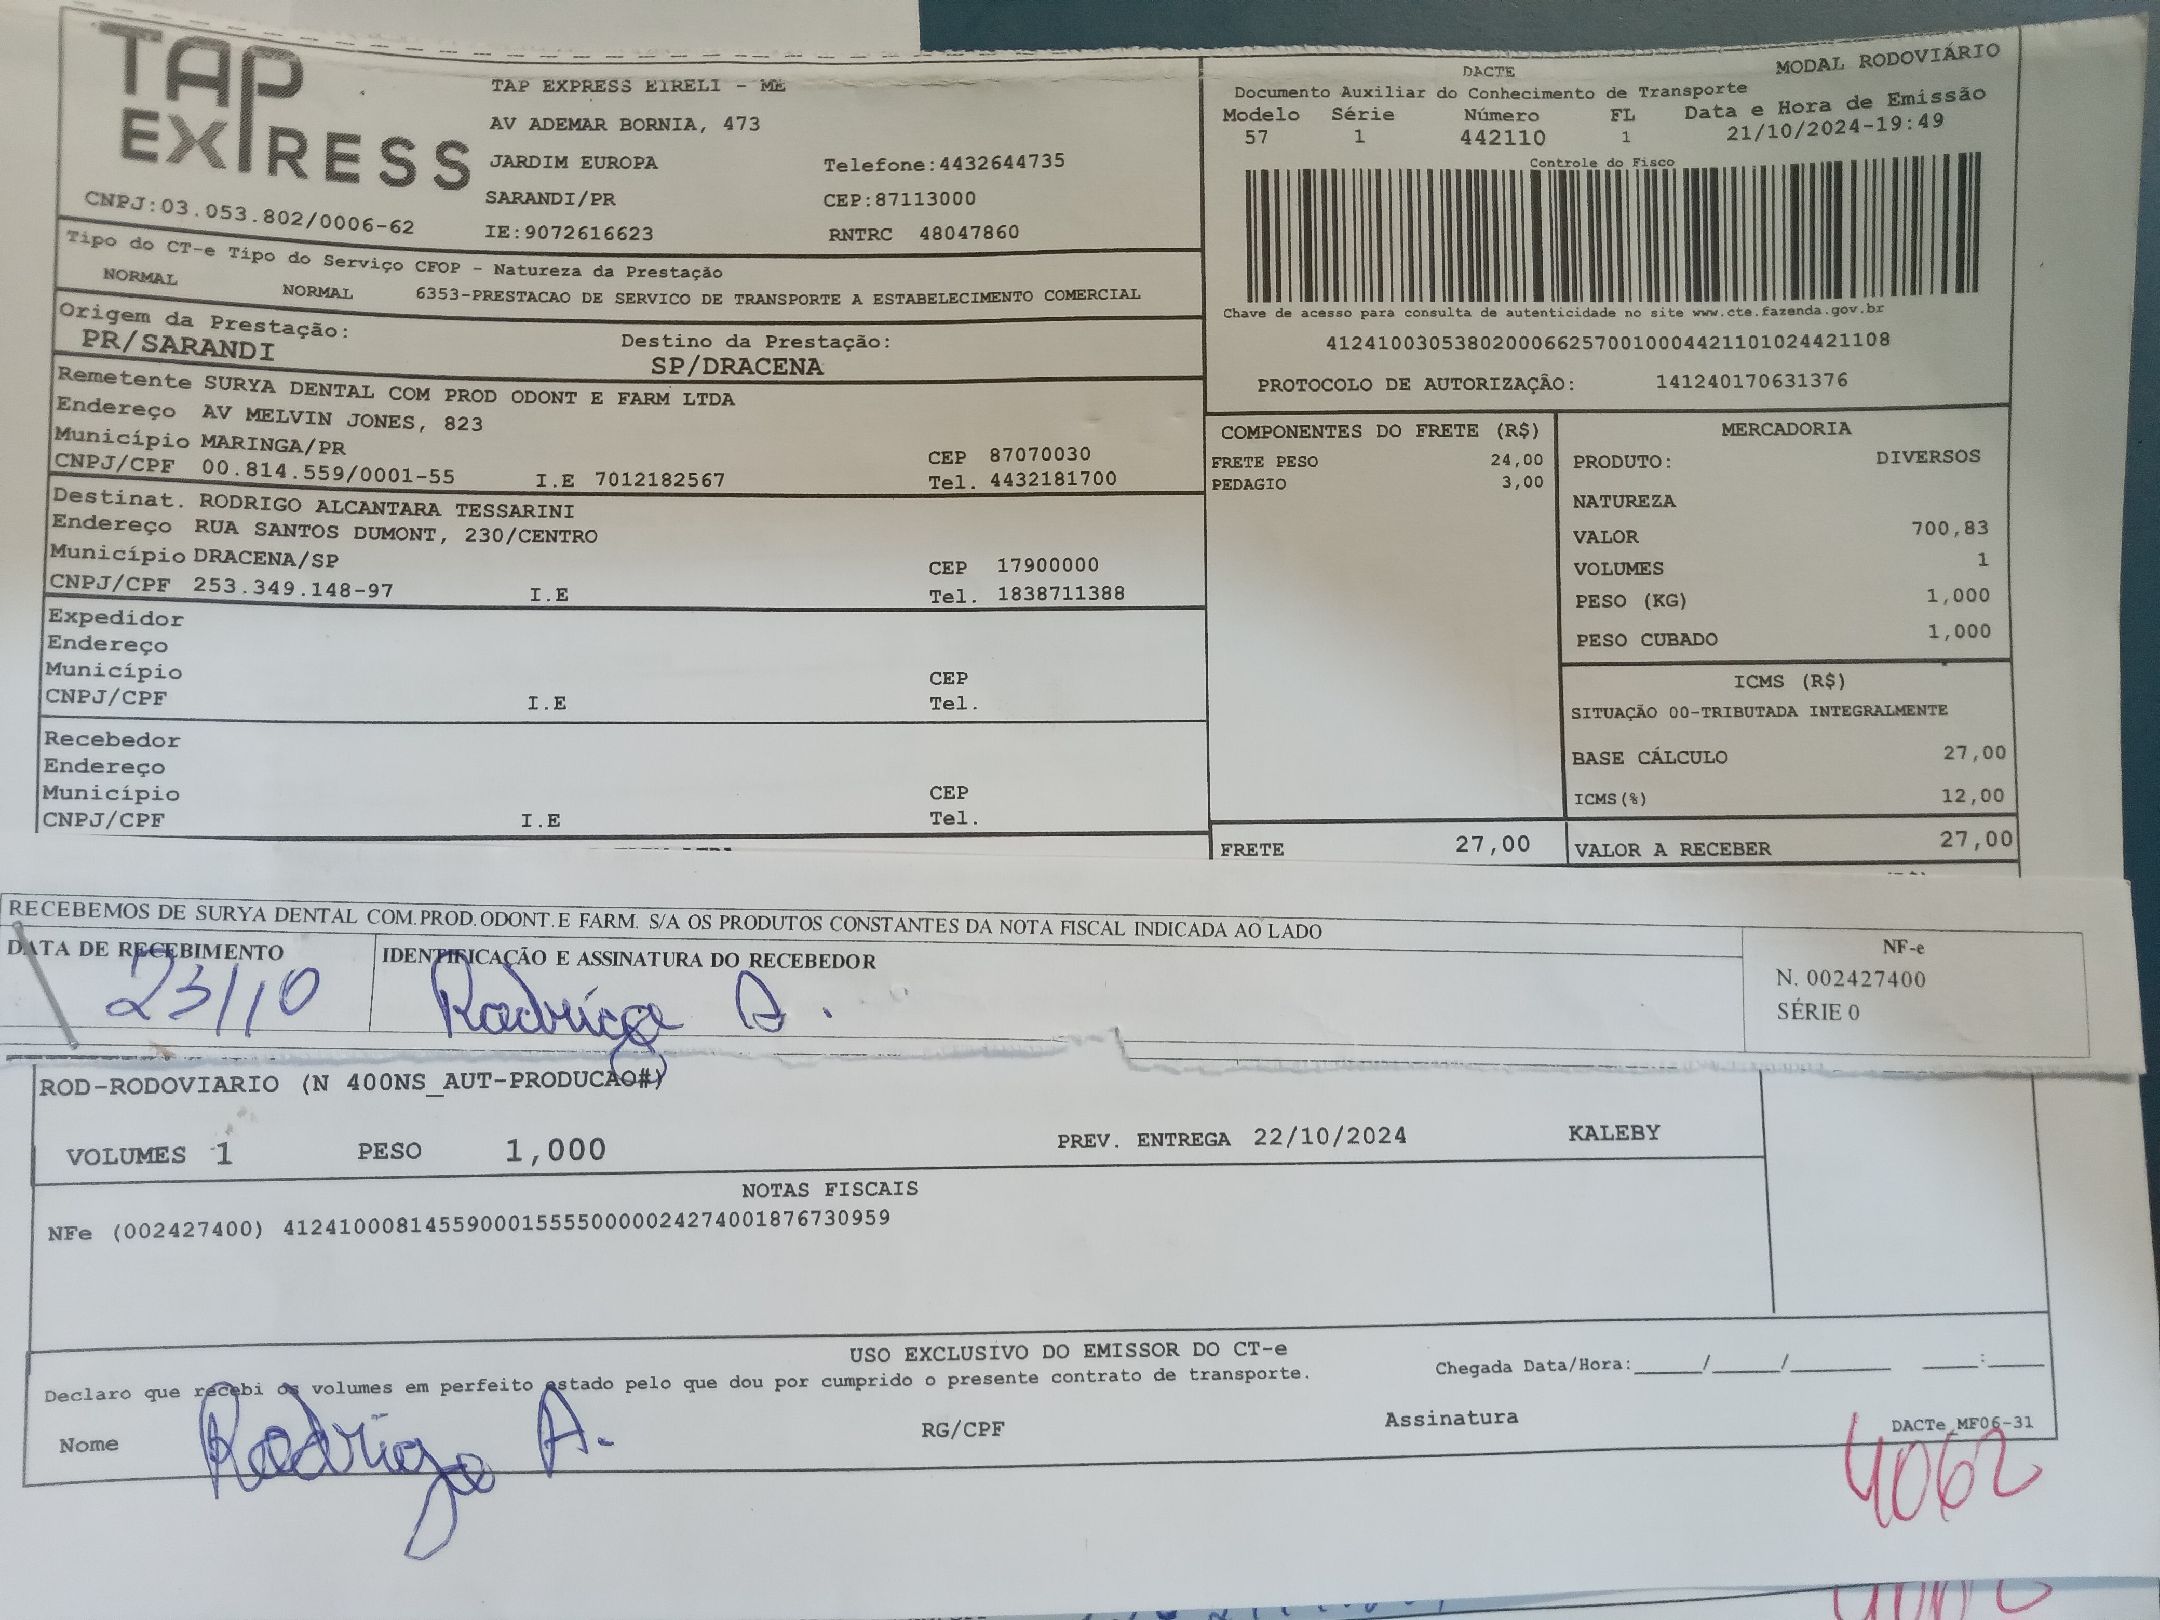 TAP
EXPRESS
CNPJ:03.053.802/0006-62
TAP EXPRESS EIRELI - ME
AV ADEMAR BORNIA, 473
JARDIM EUROPA Telefone:4432644735
SARANDI/PR CEP:87113000
IE:9072616623 RNTRC 48047860
Tipo do CT-e Tipo do Serviço CFOP - Natureza da Prestação
NORMAL NORMAL 6353-PRESTACAO DE SERVICO DE TRANSPORTE A ESTABELECIMENTO COMERCIAL
Origem da Prestação: Destino da Prestação:
PR/SARANDI SP/DRACENA
Remetente SURYA DENTAL COM PROD ODONT E FARM LTDA
Endereço AV MELVIN JONES, 823
Município MARINGA/PR CEP 87070030
CNPJ/CPF 00.814.559/0001-55 I.E 7012182567 Tel. 4432181700
Destinat. RODRIGO ALCANTARA TESSARINI
Endereço RUA SANTOS DUMONT, 230/CENTRO
Município DRACENA/SP CEP 17900000
CNPJ/CPF 253.349.148-97 I.E Tel. 1838711388
Expedidor
Endereço
Município CEP
CNPJ/CPF I.E Tel.
Recebedor
Endereço
Município CEP
CNPJ/CPF I.E Tel.
DACTE MODAL RODOVIÁRIO
Documento Auxiliar do Conhecimento de Transporte
Modelo Série Número FL Data e Hora de Emissão
57 1 442110 1 21/10/2024-19:49
Controle do Fisco
Chave de acesso para consulta de autenticidade no site www.cte.fazenda.gov.br
41241003053802000662570010004421101024421108
PROTOCOLO DE AUTORIZAÇÃO: 141240170631376
COMPONENTES DO FRETE (R$)
FRETE PESO 24,00
PEDAGIO 3,00
FRETE 27,00
MERCADORIA
PRODUTO: DIVERSOS
NATUREZA
VALOR 700,83
VOLUMES 1
PESO (KG) 1,000
PESO CUBADO 1,000
ICMS (R$)
SITUAÇÃO 00-TRIBUTADA INTEGRALMENTE
BASE CÁLCULO 27,00
ICMS(%) 12,00
VALOR A RECEBER 27,00
RECEBEMOS DE SURYA DENTAL COM.PROD.ODONT.E FARM. S/A OS PRODUTOS CONSTANTES DA NOTA FISCAL INDICADA AO LADO
DATA DE RECEBIMENTO IDENTIFICAÇÃO E ASSINATURA DO RECEBEDOR
23/10 Rodrigo A.
NF-e
N. 002427400
SÉRIE 0
ROD-RODOVIARIO (N 400NS_AUT-PRODUCAO#)
VOLUMES 1 PESO 1,000 PREV. ENTREGA 22/10/2024 KALEBY
NOTAS FISCAIS
NFe (002427400) 41241000814559000155550000024274001876730959
USO EXCLUSIVO DO EMISSOR DO CT-e
Declaro que recebi os volumes em perfeito estado pelo que dou por cumprido o presente contrato de transporte. Chegada Data/Hora:_____/_____/_______ ____:____
Nome Rodrigo A. RG/CPF Assinatura DACTe_MF06-31
4062